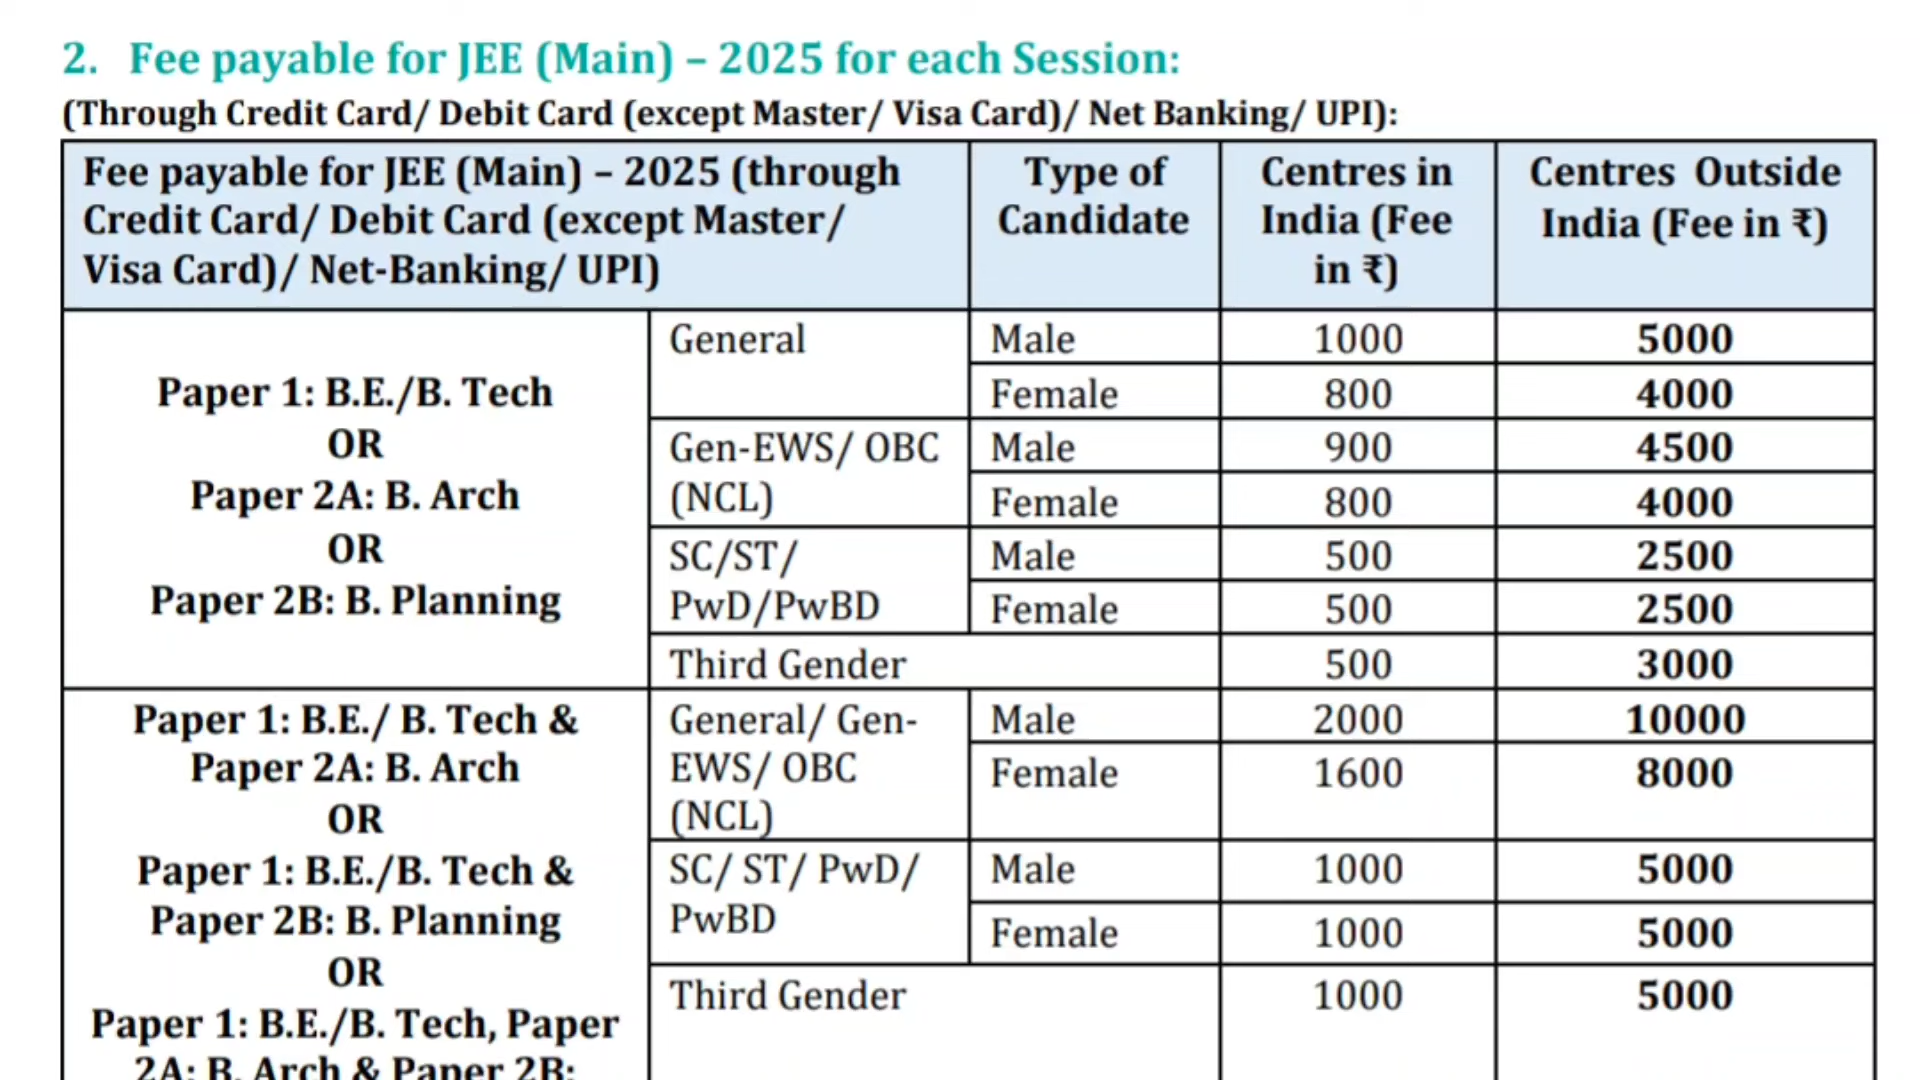 2. Fee payable for JEE (Main) – 2025 for each Session:
(Through Credit Card/ Debit Card (except Master/ Visa Card)/ Net Banking/ UPI):
Fee payable for JEE (Main) – 2025 (through
Credit Card/ Debit Card (except Master/
Visa Card)/ Net-Banking/ UPI)
Type of
Candidate
Centres in
India (Fee
in ₹)
Centres Outside
India (Fee in ₹)
Paper 1: B.E./B. Tech
OR
Paper 2A: B. Arch
OR
Paper 2B: B. Planning
General
Male 1000 5000
Female 800 4000
Gen-EWS/ OBC
(NCL)
Male 900 4500
Female 800 4000
SC/ST/
PwD/PwBD
Male 500 2500
Female 500 2500
Third Gender 500 3000
Paper 1: B.E./ B. Tech &
Paper 2A: B. Arch
OR
Paper 1: B.E./B. Tech &
Paper 2B: B. Planning
OR
Paper 1: B.E./B. Tech, Paper
2A: B. Arch & Paper 2B:
General/ Gen-
EWS/ OBC
(NCL)
Male 2000 10000
Female 1600 8000
SC/ ST/ PwD/
PwBD
Male 1000 5000
Female 1000 5000
Third Gender 1000 5000